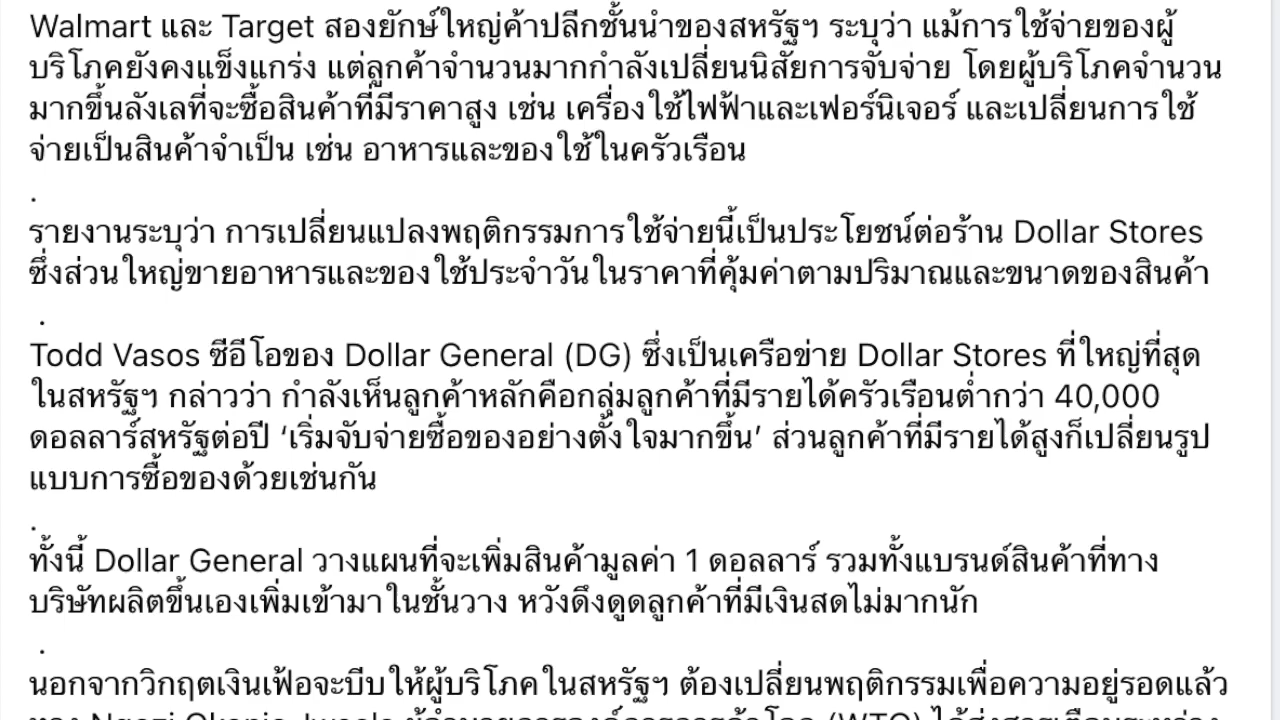 Walmart และ Target สองยักษ์ใหญ่ค้าปลีกชั้นนำของสหรัฐฯ ระบุว่า แม้การใช้จ่ายของผู้
บริโภคยังคงแข็งแกร่ง แต่ลูกค้าจำนวนมากกำลังเปลี่ยนนิสัยการจับจ่าย โดยผู้บริโภคจำนวน
มากขึ้นลังเลที่จะซื้อสินค้าที่มีราคาสูง เช่น เครื่องใช้ไฟฟ้าและเฟอร์นิเจอร์ และเปลี่ยนการใช้
จ่ายเป็นสินค้าจำเป็น เช่น อาหารและของใช้ในครัวเรือน
.
รายงานระบุว่า การเปลี่ยนแปลงพฤติกรรมการใช้จ่ายนี้เป็นประโยชน์ต่อร้าน Dollar Stores
ซึ่งส่วนใหญ่ขายอาหารและของใช้ประจำวันในราคาที่คุ้มค่าตามปริมาณและขนาดของสินค้า
.
Todd Vasos ซีอีโอของ Dollar General (DG) ซึ่งเป็นเครือข่าย Dollar Stores ที่ใหญ่ที่สุด
ในสหรัฐฯ กล่าวว่า กำลังเห็นลูกค้าหลักคือกลุ่มลูกค้าที่มีรายได้ครัวเรือนต่ำกว่า 40,000
ดอลลาร์สหรัฐต่อปี ‘เริ่มจับจ่ายซื้อของอย่างตั้งใจมากขึ้น’ ส่วนลูกค้าที่มีรายได้สูงก็เปลี่ยนรูป
แบบการซื้อของด้วยเช่นกัน
.
ทั้งนี้ Dollar General วางแผนที่จะเพิ่มสินค้ามูลค่า 1 ดอลลาร์ รวมทั้งแบรนด์สินค้าที่ทาง
บริษัทผลิตขึ้นเองเพิ่มเข้ามาในชั้นวาง หวังดึงดูดลูกค้าที่มีเงินสดไม่มากนัก
.
นอกจากวิกฤตเงินเฟ้อจะบีบให้ผู้บริโภคในสหรัฐฯ ต้องเปลี่ยนพฤติกรรมเพื่อความอยู่รอดแล้ว